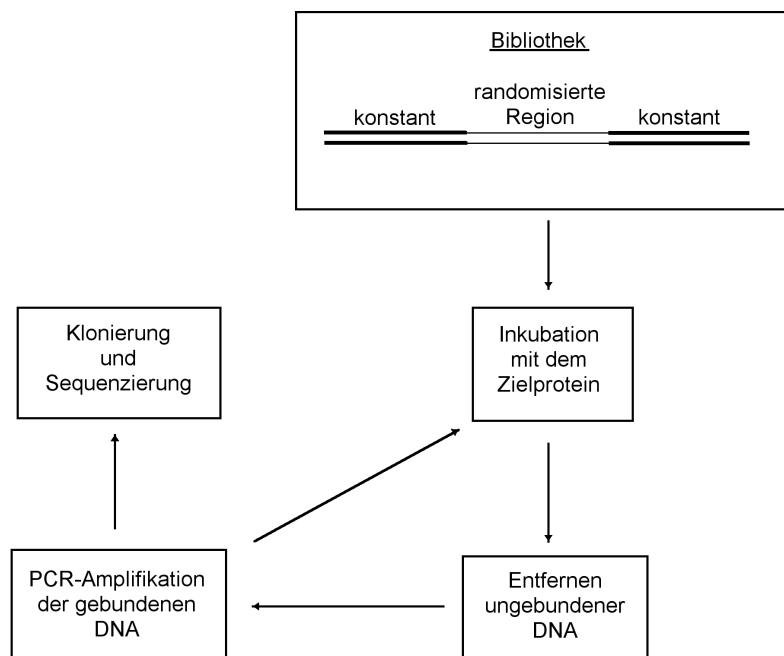 Bibliothek
randomisierte
konstant Region konstant
Klonierung
und
Sequenzierung
Inkubation
mit dem
Zielprotein
PCR-Amplifikation
der gebundenen
DNA
Entfernen
ungebundener
DNA